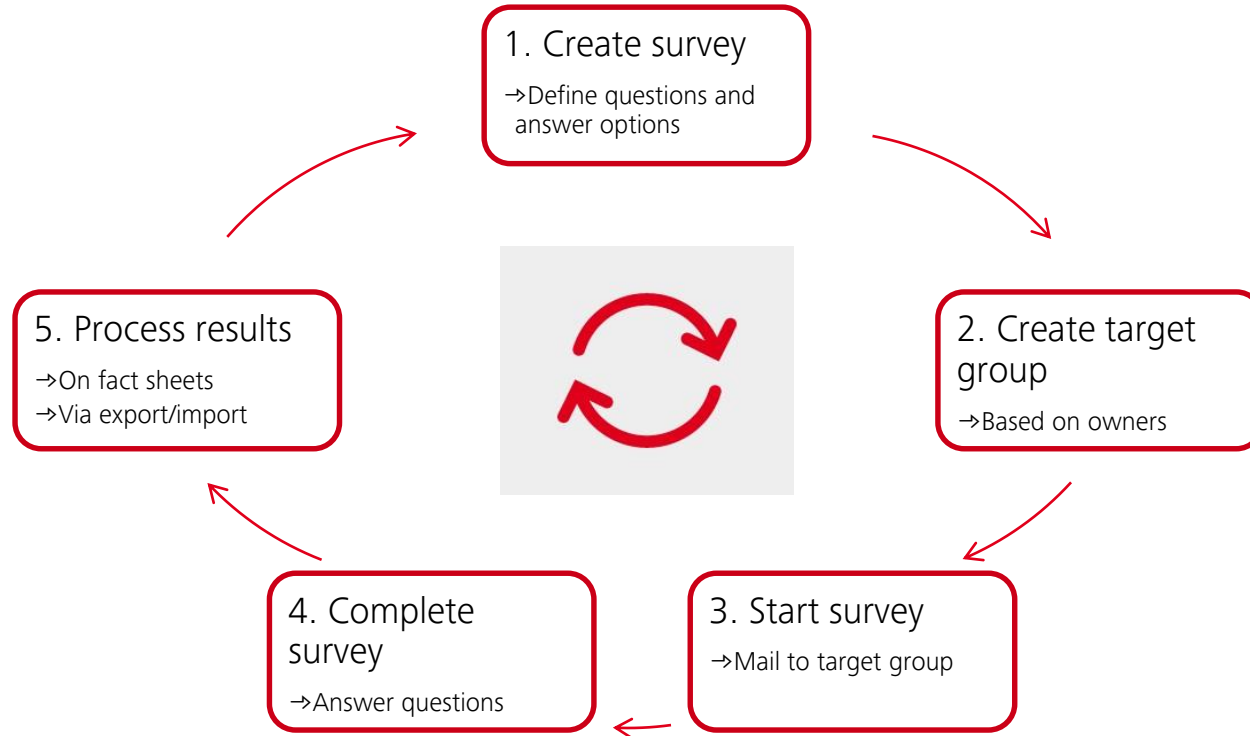 1. Create survey
→Define questions and
answer options
2. Create target
group
→Based on owners
3. Start survey
→Mail to target group
4. Complete
survey
→Answer questions
5. Process results
→On fact sheets
→Via export/import